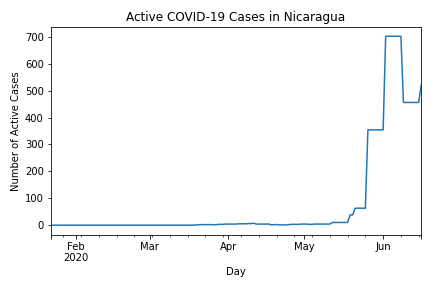 Active COVID-19 Cases in Nicaragua
Number of Active Cases
700
600
500
400
300
200
100
0
Feb
2020
Mar
Apr
May
Jun
Day